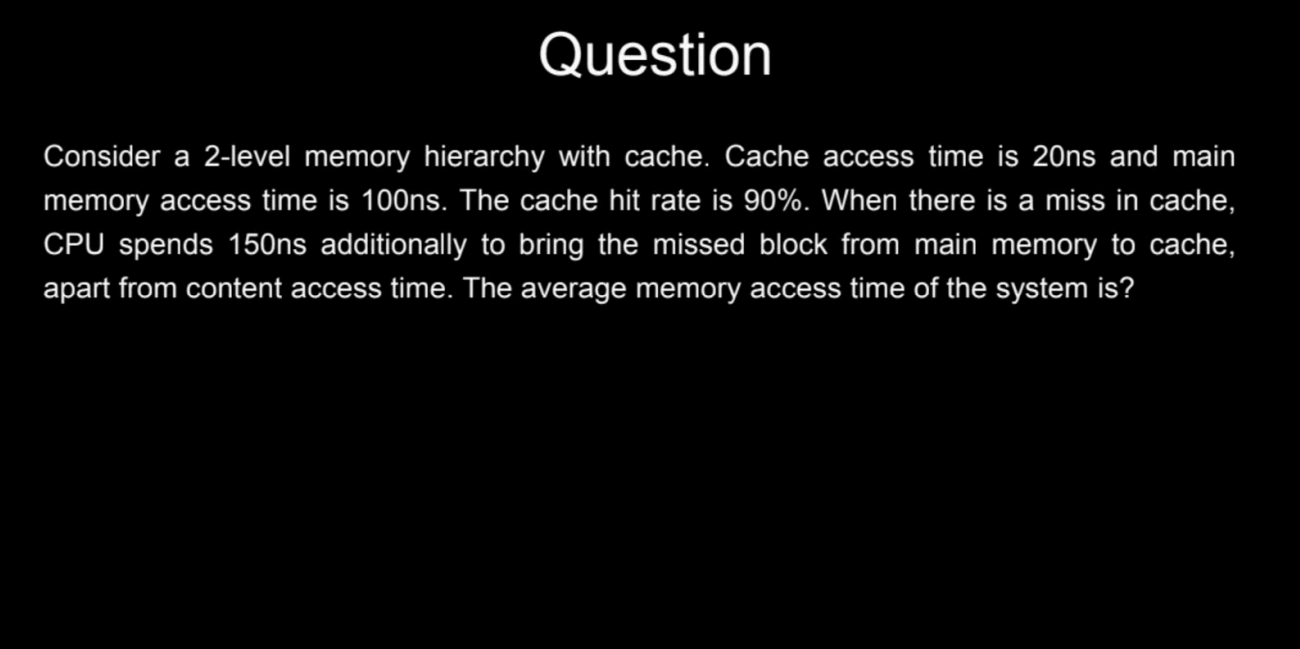 Question
Consider a 2-level memory hierarchy with cache. Cache access time is 20ns and main
memory access time is 100ns. The cache hit rate is 90%. When there is a miss in cache,
CPU spends 150ns additionally to bring the missed block from main memory to cache,
apart from content access time. The average memory access time of the system is?